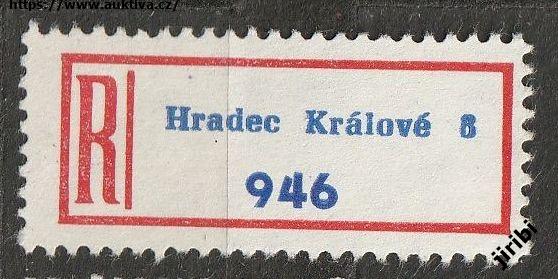 https://www.auktiva.cz/
R
Hradec Králové 8
946
jiribi